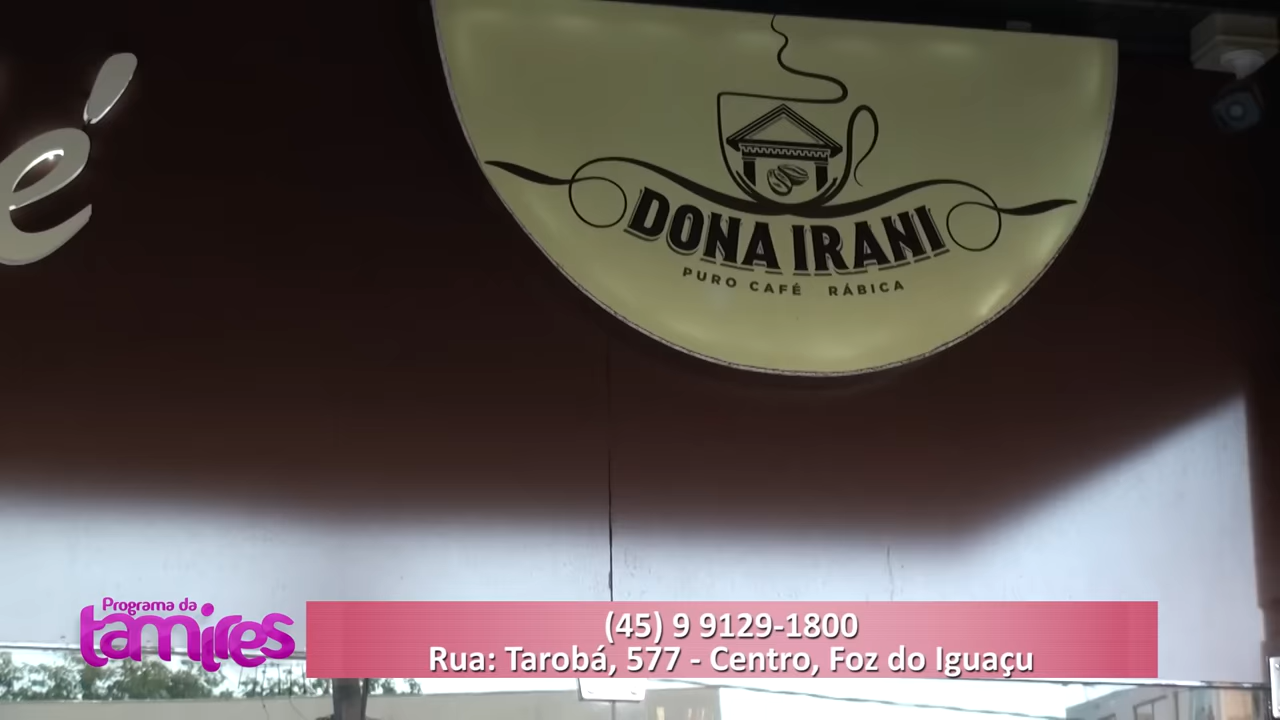 é
DONA IRANI
PURO CAFÉ RÁBICA
Programa da
tamires
(45) 9 9129-1800
Rua: Tarobá, 577 - Centro, Foz do Iguaçu